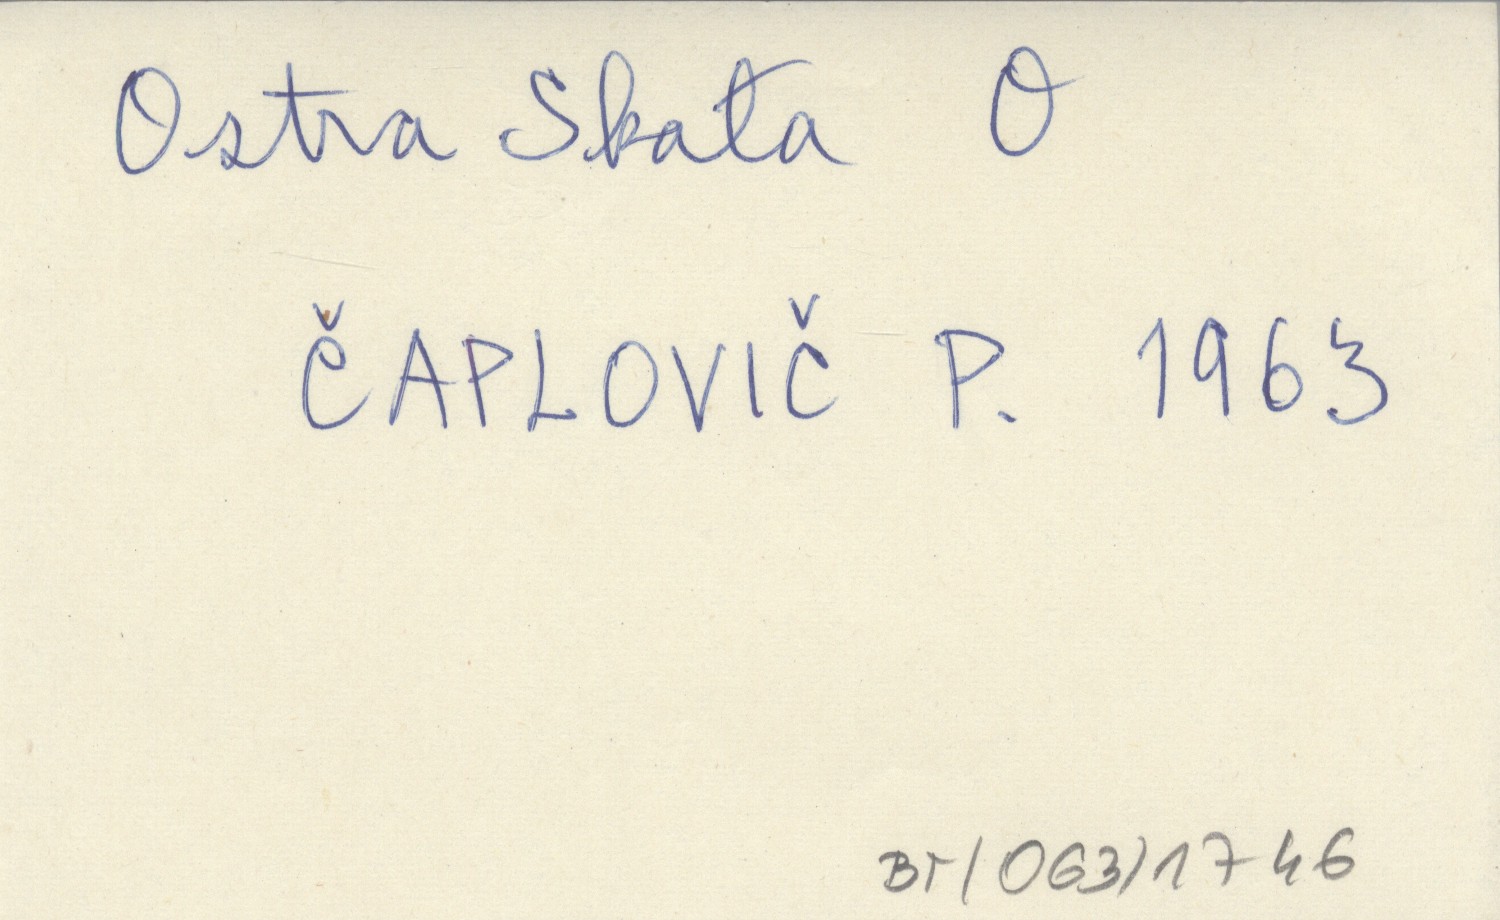 Ostra Skala O
ČAPLOVIČ P. 1963
BT/063/1746